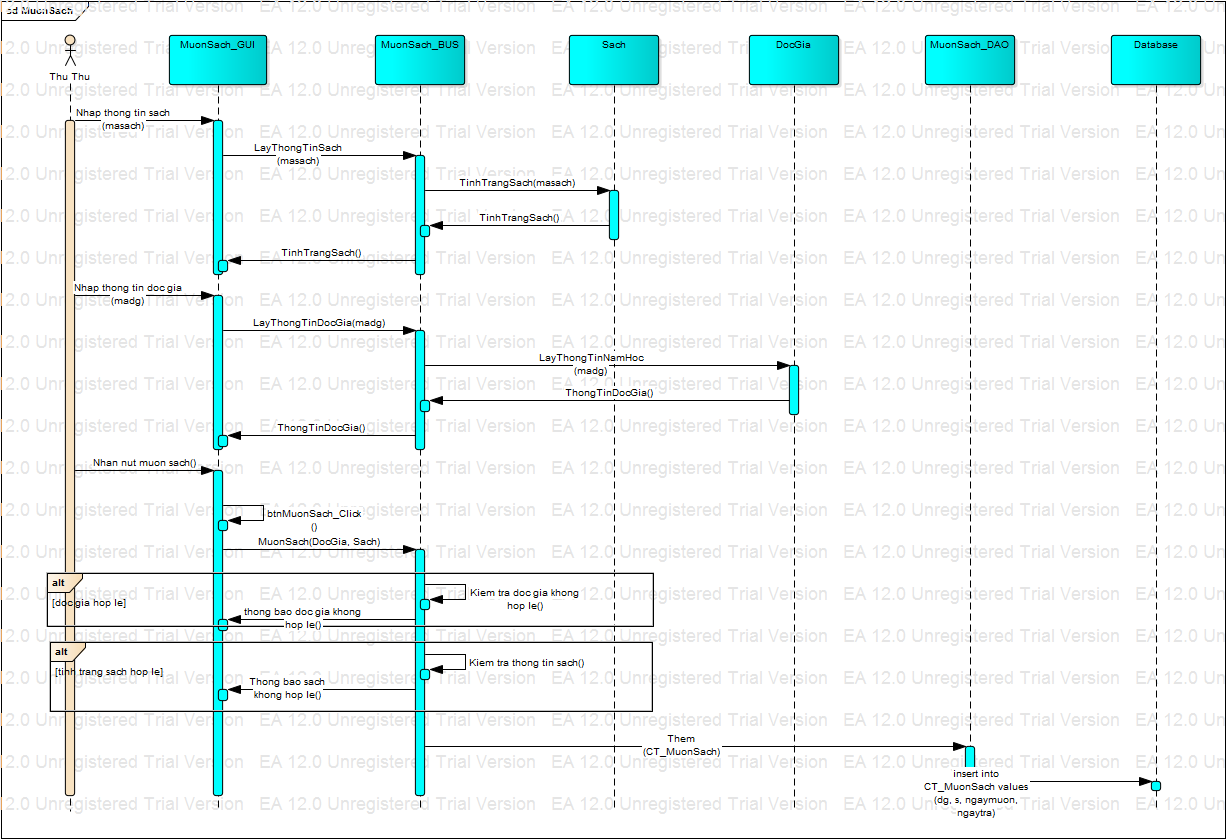 sd MuonSach
MuonSach_GUI
MuonSach_BUS
Sach
DocGia
MuonSach_DAO
Database
Thu Thu
Nhap thong tin sach
(masach)
LayThongTinSach
(masach)
TinhTrangSach(masach)
TinhTrangSach()
TinhTrangSach()
Nhap thong tin doc gia
(madg)
LayThongTinDocGia(madg)
LayThongTinNamHoc
(madg)
ThongTinDocGia()
ThongTinDocGia()
Nhan nut muon sach()
btnMuonSach_Click
()
MuonSach(DocGia, Sach)
alt
[doc gia hop le]
Kiem tra doc gia khong
hop le()
thong bao doc gia khong
hop le()
alt
[tinh trang sach hop le]
Kiem tra thong tin sach()
Thong bao sach
khong hop le()
Them
(CT_MuonSach)
insert into
CT_MuonSach values
(dg, s, ngaymuon,
ngaytra)
EA 12.0 Unregistered Trial Version